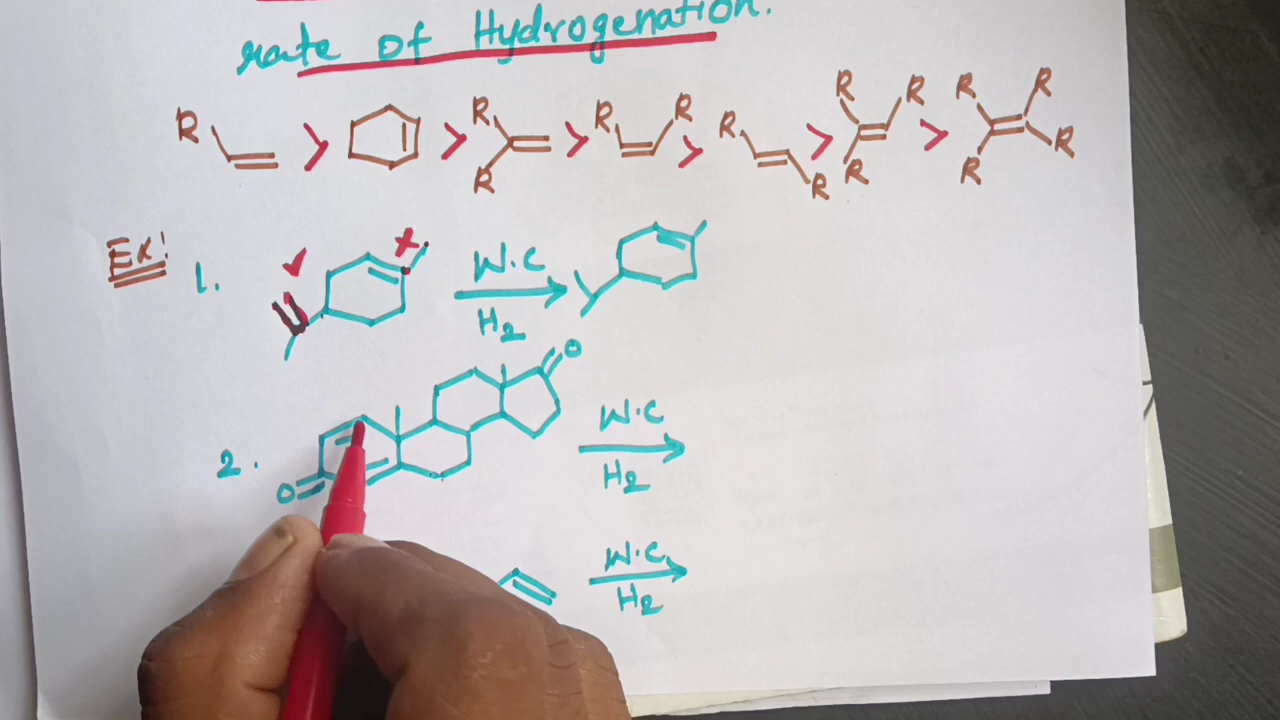 rate of Hydrogenation.
R > > R R > R R > R R > R R R > R R R R
Ex!
1. W.C H2
2. O O W.C H2
W.C H2